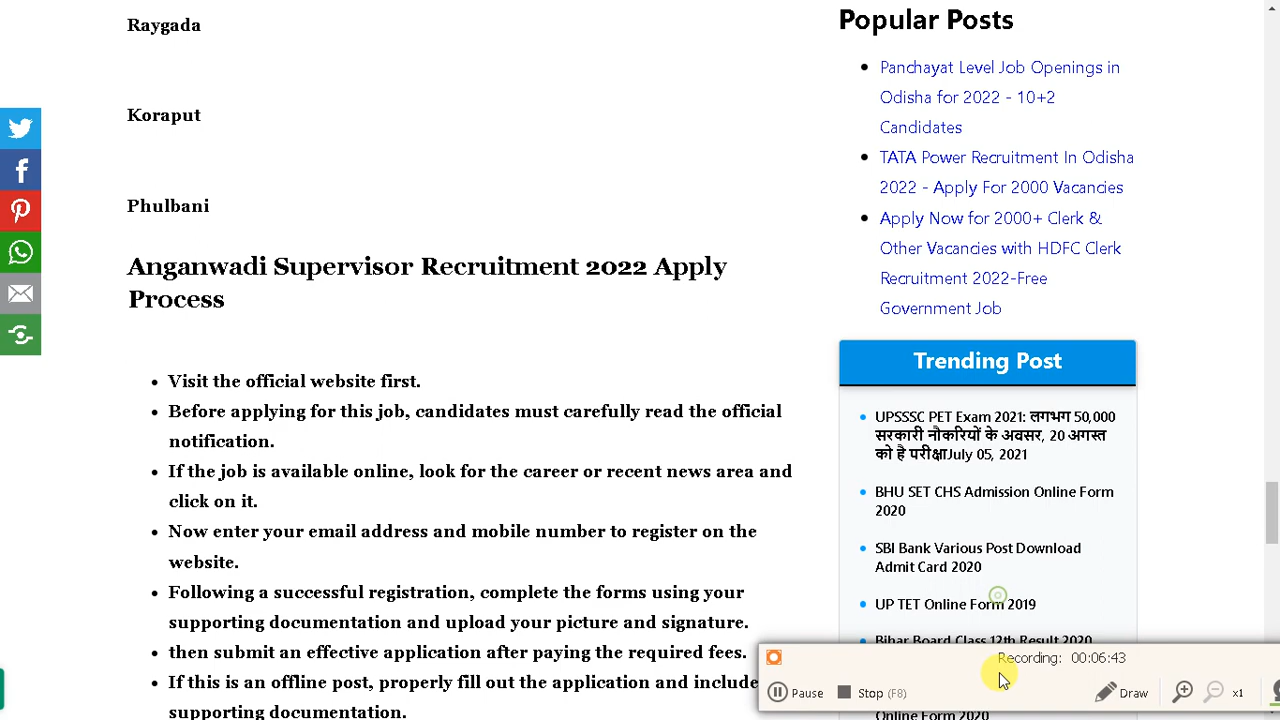 Raygada
Koraput
Phulbani
Anganwadi Supervisor Recruitment 2022 Apply
Process
Visit the official website first.
Before applying for this job, candidates must carefully read the official
notification.
If the job is available online, look for the career or recent news area and
click on it.
Now enter your email address and mobile number to register on the
website.
Following a successful registration, complete the forms using your
supporting documentation and upload your picture and signature.
then submit an effective application after paying the required fees.
If this is an offline post, properly fill out the application and include
supporting documentation.
Popular Posts
Panchayat Level Job Openings in
Odisha for 2022 - 10+2
Candidates
TATA Power Recruitment In Odisha
2022 - Apply For 2000 Vacancies
Apply Now for 2000+ Clerk &
Other Vacancies with HDFC Clerk
Recruitment 2022-Free
Government Job
Trending Post
UPSSSC PET Exam 2021: लगभग 50,000
सरकारी नौकरियों के अवसर, 20 अगस्त
को है परीक्षाJuly 05, 2021
BHU SET CHS Admission Online Form
2020
SBI Bank Various Post Download
Admit Card 2020
UP TET Online Form 2019
Bihar Board Class 12th Result 2020
Recording: 00:06:43
Pause Stop (F8) Draw x1
Online Form 2020